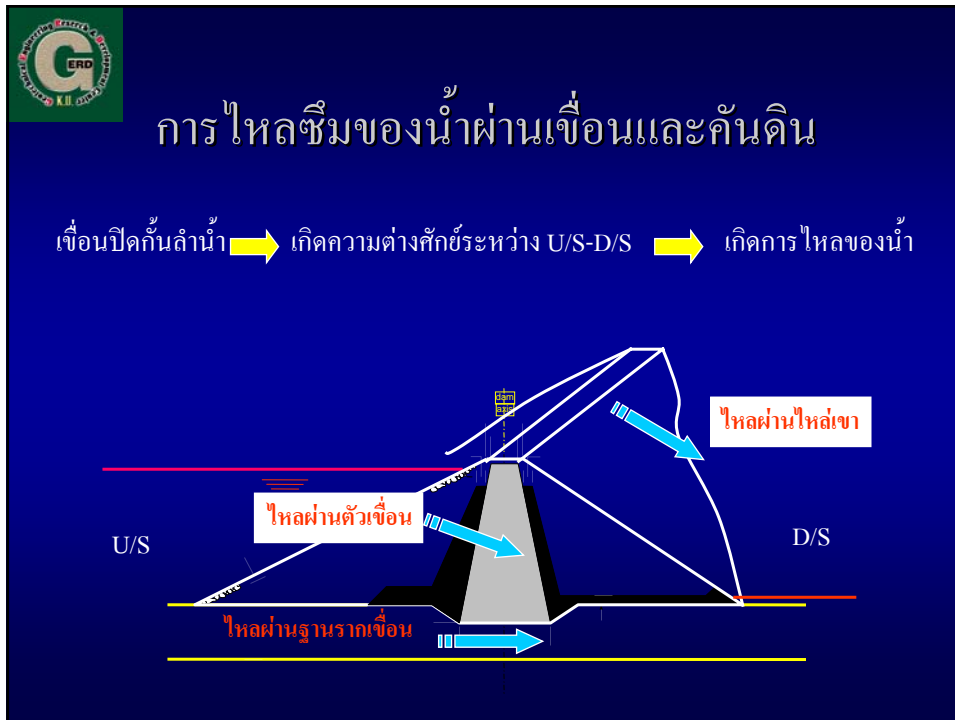 Geotechnical Engineering Research & Development Center
GERD
K.U.
การไหลซึมของน้ำผ่านเขื่อนและคันดิน
เขื่อนปิดกั้นลำน้ำ เกิดความต่างศักย์ระหว่าง U/S-D/S เกิดการไหลของน้ำ
dam
axis
ไหลผ่านไหล่เขา
ไหลผ่านตัวเขื่อน
U/S
D/S
ไหลผ่านฐานรากเขื่อน